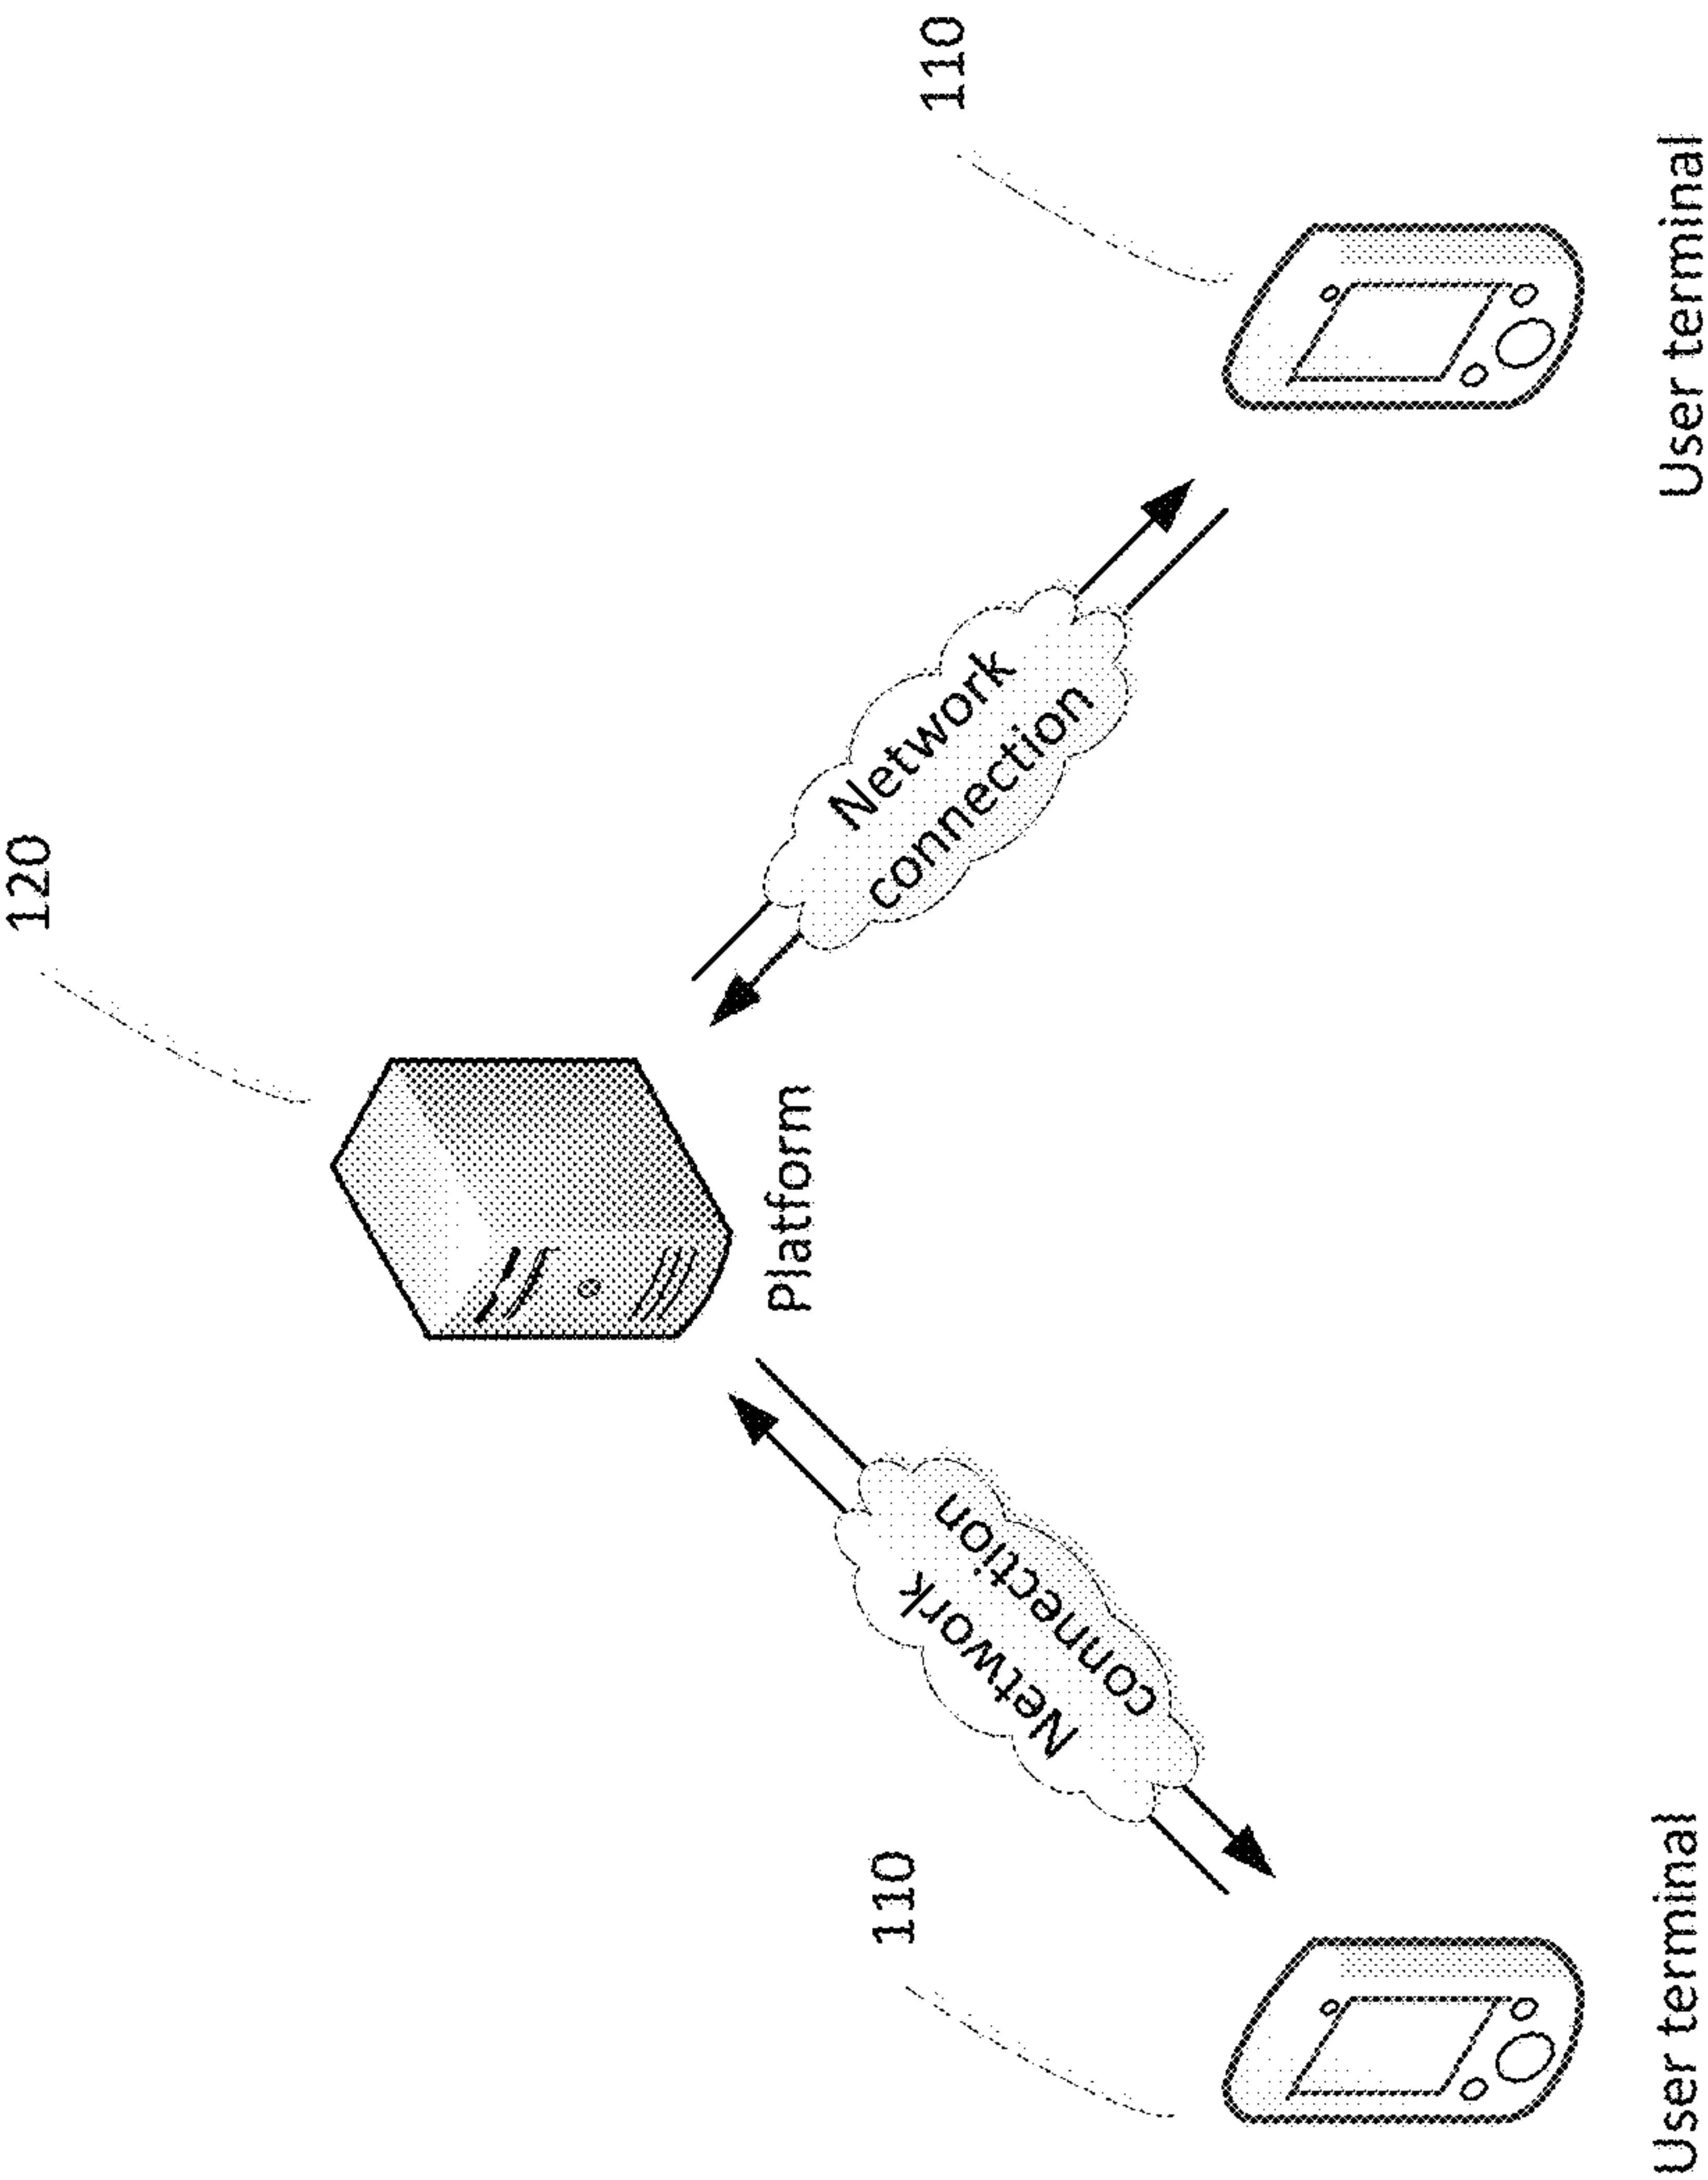 120
Platform
110
Network
connection
Network
connection
110
User terminal
User terminal